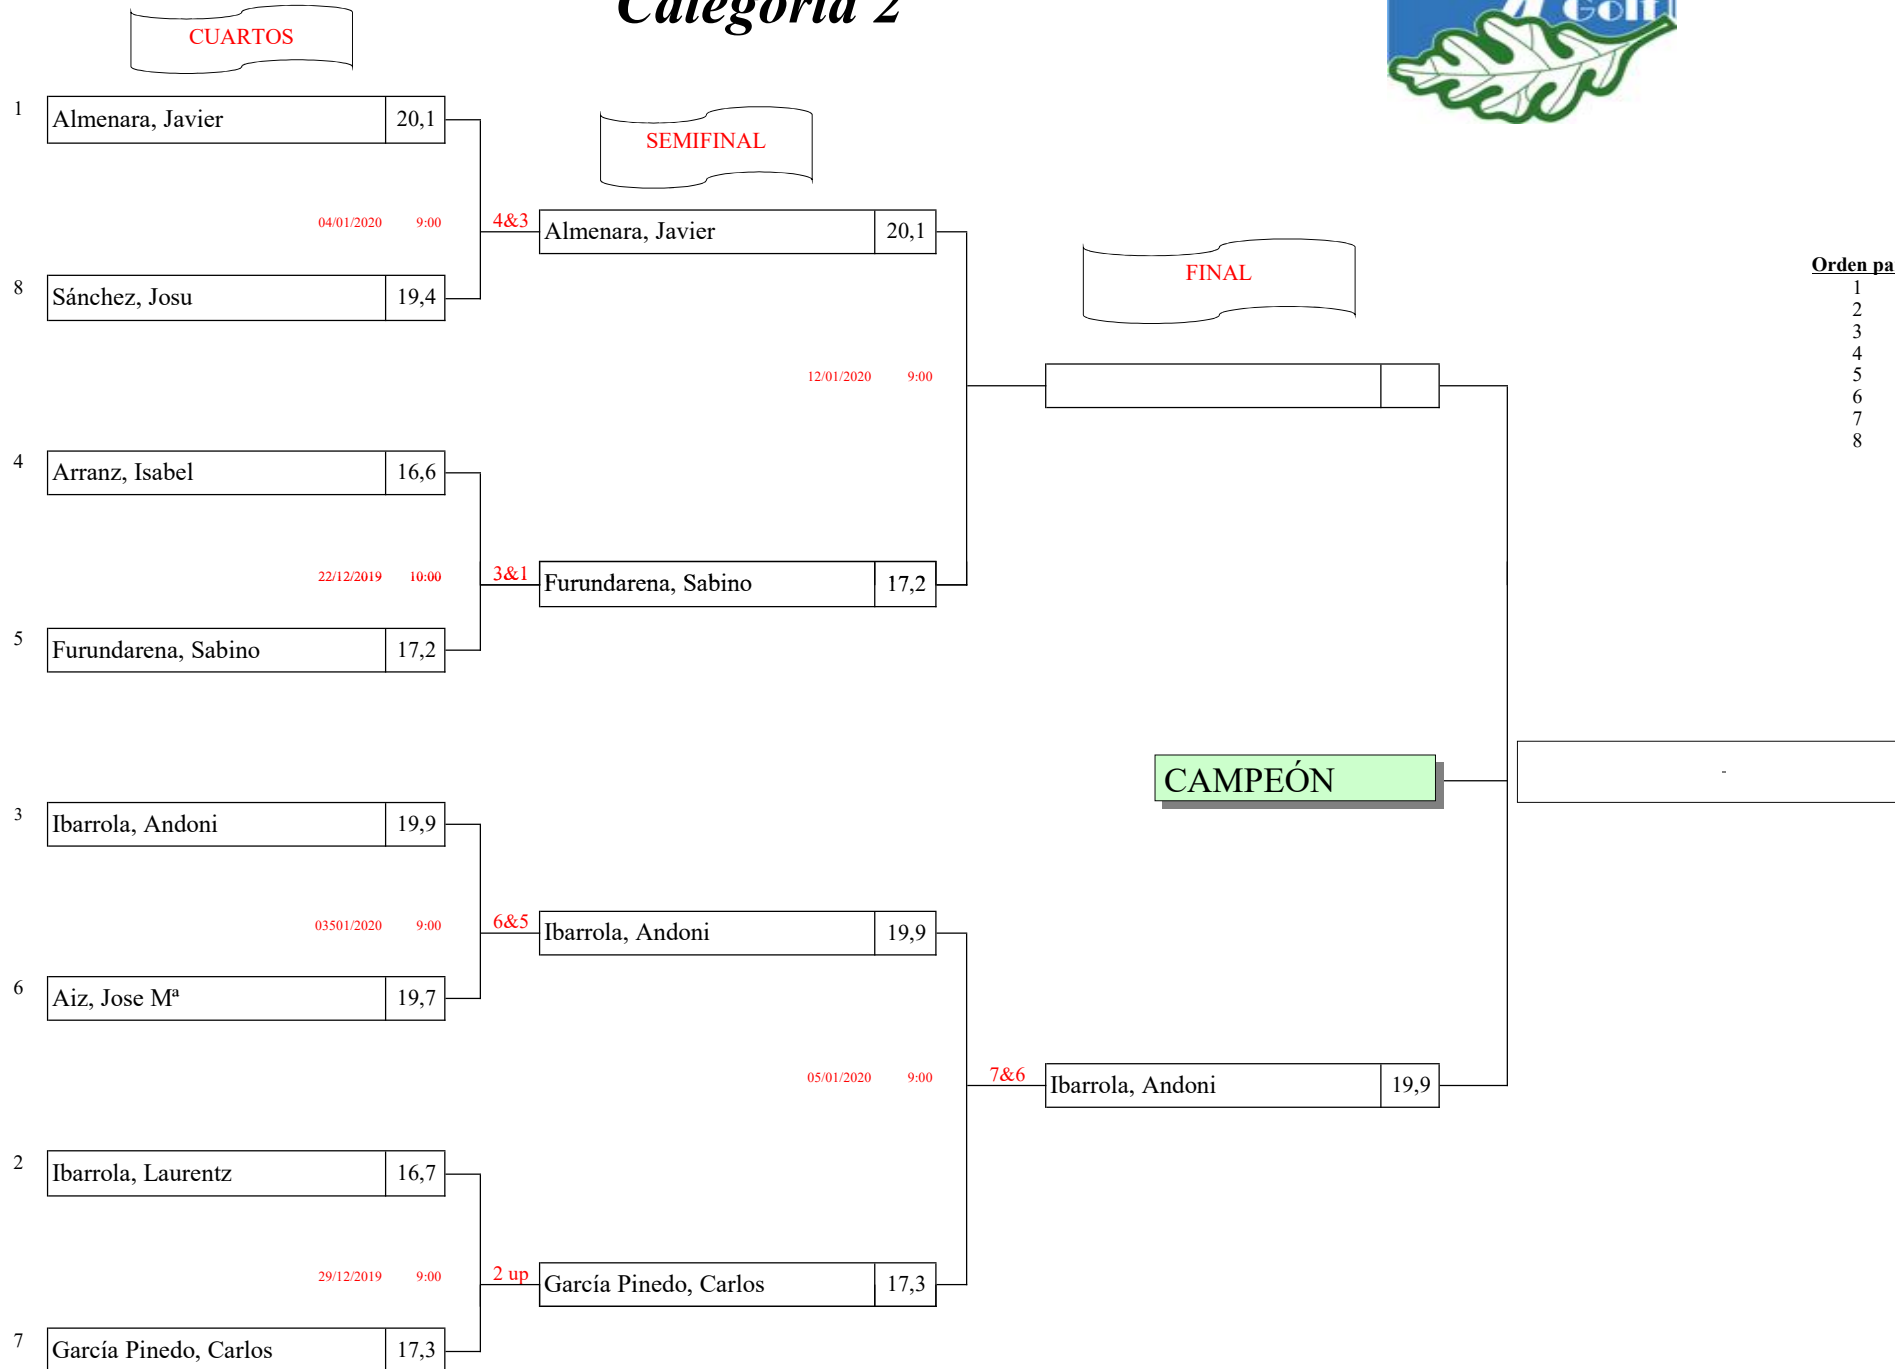 Categoría 2
Golf
CUARTOS
1 Almenara, Javier 20,1
SEMIFINAL
04/01/2020 9:00 4&3 Almenara, Javier 20,1
FINAL
Orden pa
8 Sánchez, Josu 19,4
1
2
3
4
5
6
7
8
12/01/2020 9:00
4 Arranz, Isabel 16,6
22/12/2019 10:00 3&1 Furundarena, Sabino 17,2
5 Furundarena, Sabino 17,2
CAMPEÓN -
3 Ibarrola, Andoni 19,9
03501/2020 9:00 6&5 Ibarrola, Andoni 19,9
6 Aiz, Jose Mª 19,7
05/01/2020 9:00 7&6 Ibarrola, Andoni 19,9
2 Ibarrola, Laurentz 16,7
29/12/2019 9:00 2 up García Pinedo, Carlos 17,3
7 García Pinedo, Carlos 17,3